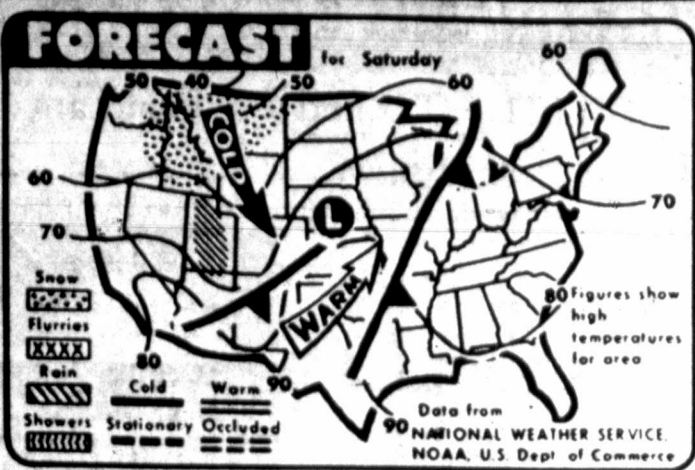 FORECAST for Saturday
50 40 50 60 60
COLD
60
70
70
L
WARM
80
80
90
90
Figures show
high
temperatures
for area
Snow
Flurries
Rain
Showers
Cold Warm
Stationary Occluded
Data from
NATIONAL WEATHER SERVICE,
NOAA, U.S. Dept of Commerce